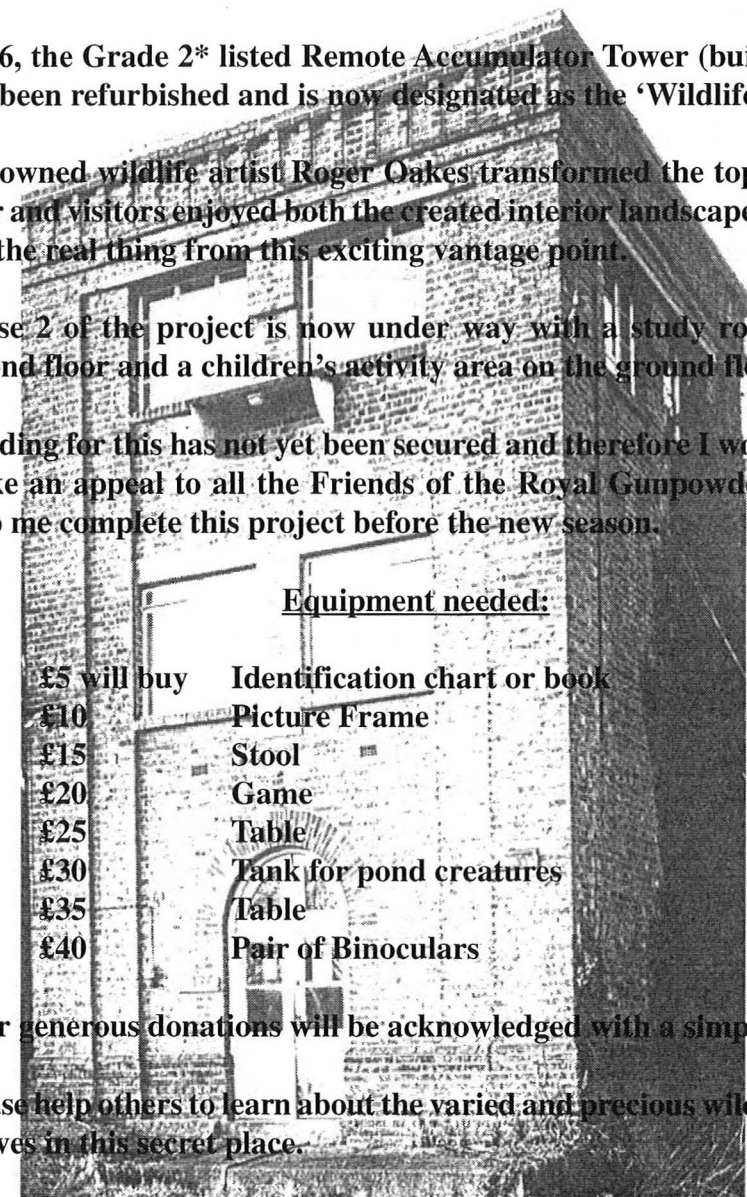 6, the Grade 2* listed Remote Accumulator Tower (bui
been refurbished and is now designated as the ‘Wildlife
owned wildlife artist Roger Oakes transformed the top
r and visitors enjoyed both the created interior landscape
the real thing from this exciting vantage point.
se 2 of the project is now under way with a study ro
nd floor and a children’s activity area on the ground fl
ding for this has not yet been secured and therefore I w
ke an appeal to all the Friends of the Royal Gunpowd
p me complete this project before the new season.
Equipment needed:
£5 will buy Identification chart or book
£10 Picture Frame
£15 Stool
£20 Game
£25 Table
£30 Tank for pond creatures
£35 Table
£40 Pair of Binoculars
r generous donations will be acknowledged with a simp
se help others to learn about the varied and precious wil
ves in this secret place.